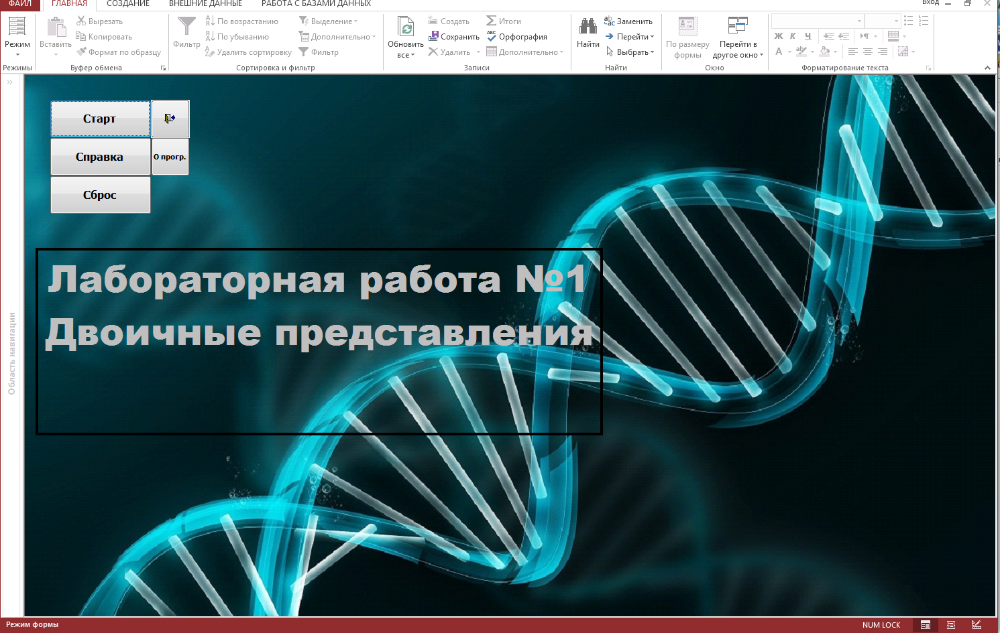 ФАЙЛ ГЛАВНАЯ СОЗДАНИЕ ВНЕШНИЕ ДАННЫЕ РАБОТА С БАЗАМИ ДАННЫХ Вход
Режим
Режимы
Вставить
Вырезать
Копировать
Формат по образцу
Буфер обмена
Фильтр
По возрастанию
По убыванию
Удалить сортировку
Выделение
Дополнительно
Фильтр
Сортировка и фильтр
Обновить
все
Создать
Сохранить
Удалить
Итоги
Орфография
Дополнительно
Записи
Найти
Заменить
Перейти
Выбрать
Найти
По размеру
формы
Перейти в
другое окно
Окно
Ж К Ч
А
Форматирование текста
Область навигации
Старт
Справка
О прогр.
Сброс
Лабораторная работа №1
Двоичные представления
Режим формы
NUM LOCK